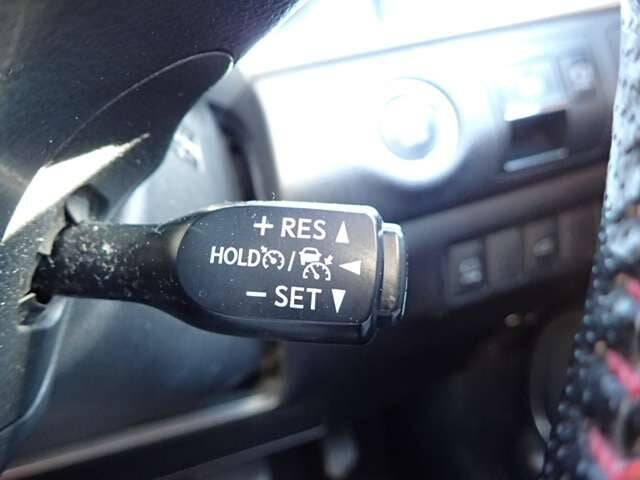 + RES ▲
HOLD / ◄
− SET ▼